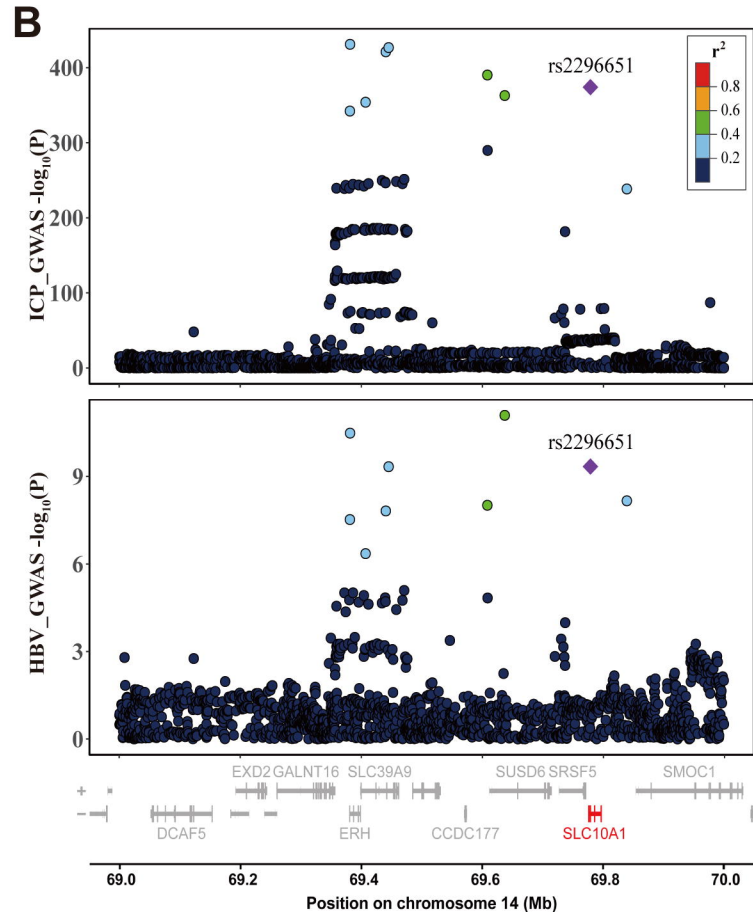 B
ICP_GWAS -log10(P)
400
300
200
100
0
rs2296651
r²
0.8
0.6
0.4
0.2
HBV_GWAS -log10(P)
9
6
3
0
rs2296651
EXD2 GALNT16 SLC39A9 SUSD6 SRSF5 SMOC1
+
−
DCAF5 ERH CCDC177 SLC10A1
69.0 69.2 69.4 69.6 69.8 70.0
Position on chromosome 14 (Mb)